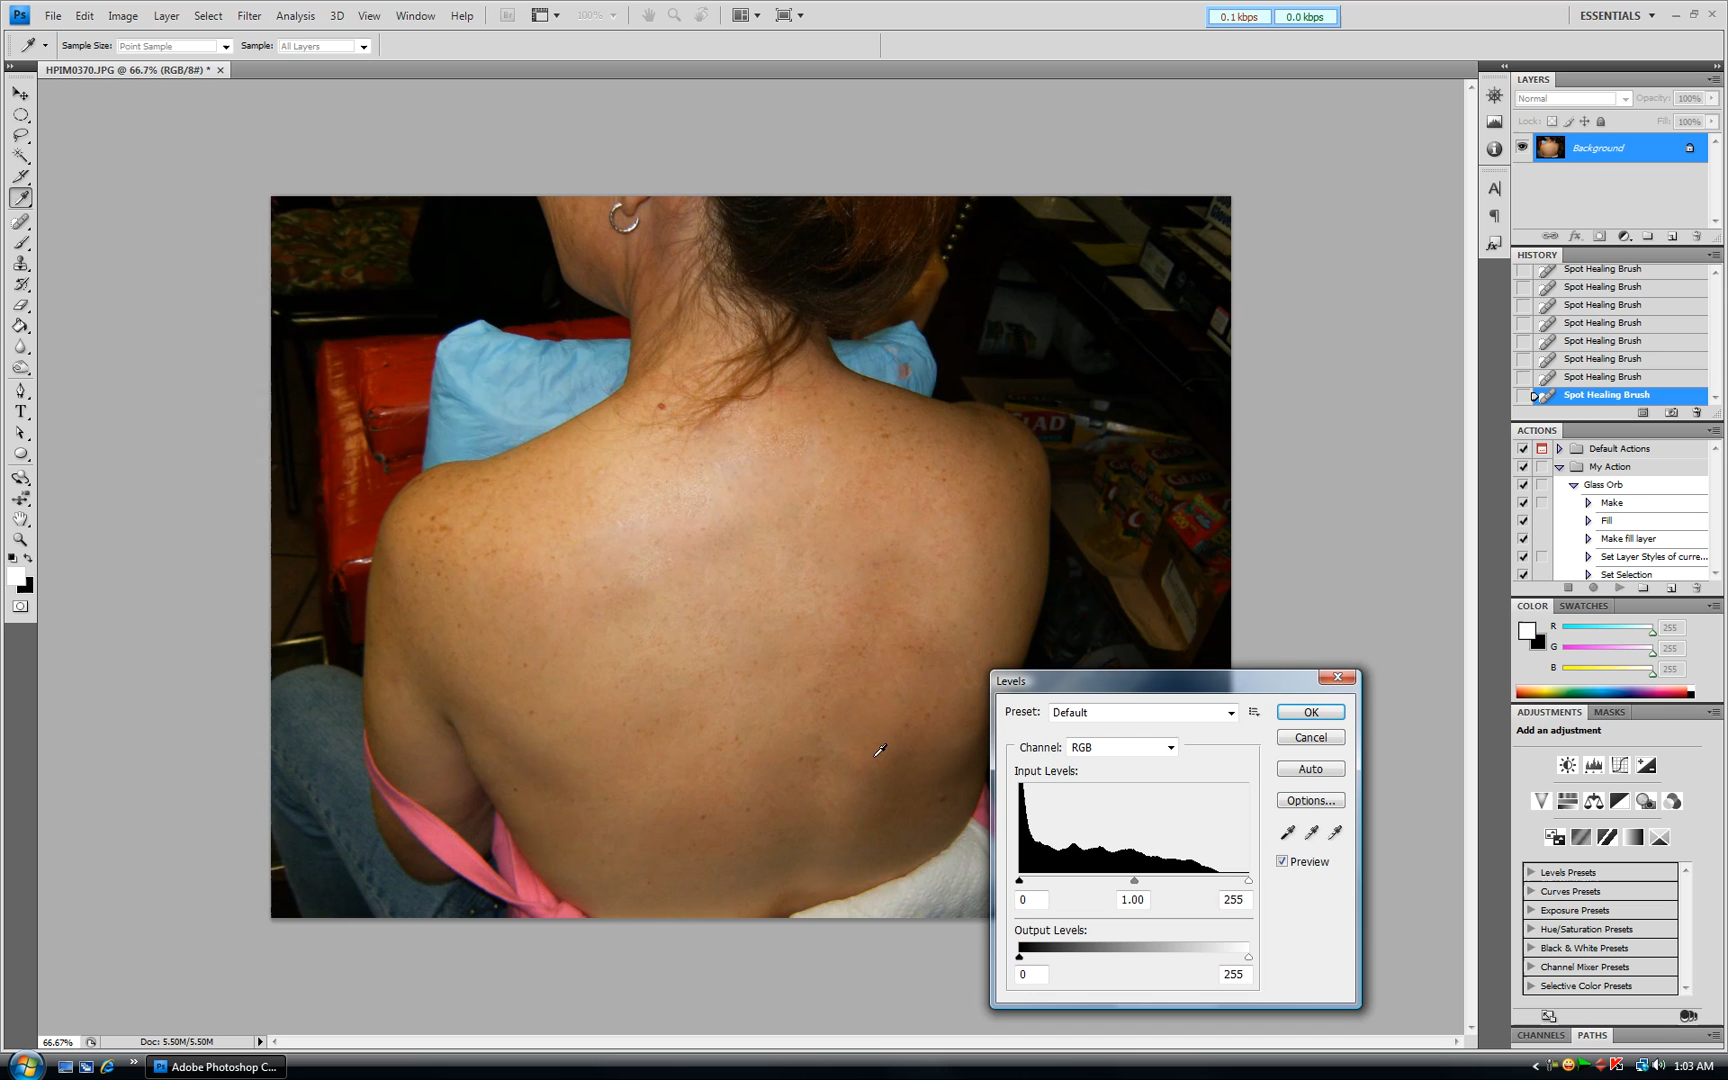 Ps File Edit Image Layer Select Filter Analysis 3D View Window Help Br 100% 0.1 kbps 0.0 kbps ESSENTIALS
Sample Size: Point Sample Sample: All Layers
HPIM0370.JPG @ 66.7% (RGB/8#) *
LAYERS
Normal Opacity: 100%
Lock: Fill: 100%
Background
HISTORY
Spot Healing Brush
Spot Healing Brush
Spot Healing Brush
Spot Healing Brush
Spot Healing Brush
Spot Healing Brush
Spot Healing Brush
Spot Healing Brush
ACTIONS
Default Actions
My Action
Glass Orb
Make
Fill
Make fill layer
Set Layer Styles of curre...
Set Selection
COLOR SWATCHES
R 255
G 255
B 255
ADJUSTMENTS MASKS
Add an adjustment
Levels Presets
Curves Presets
Exposure Presets
Hue/Saturation Presets
Black & White Presets
Channel Mixer Presets
Selective Color Presets
CHANNELS PATHS
GLAD
GLAD
Levels
Preset: Default OK
Cancel
Channel: RGB
Input Levels: Auto
Options...
Preview
0 1.00 255
Output Levels:
0 255
66.67% Doc: 5.50M/5.50M
Adobe Photoshop C... 1:03 AM